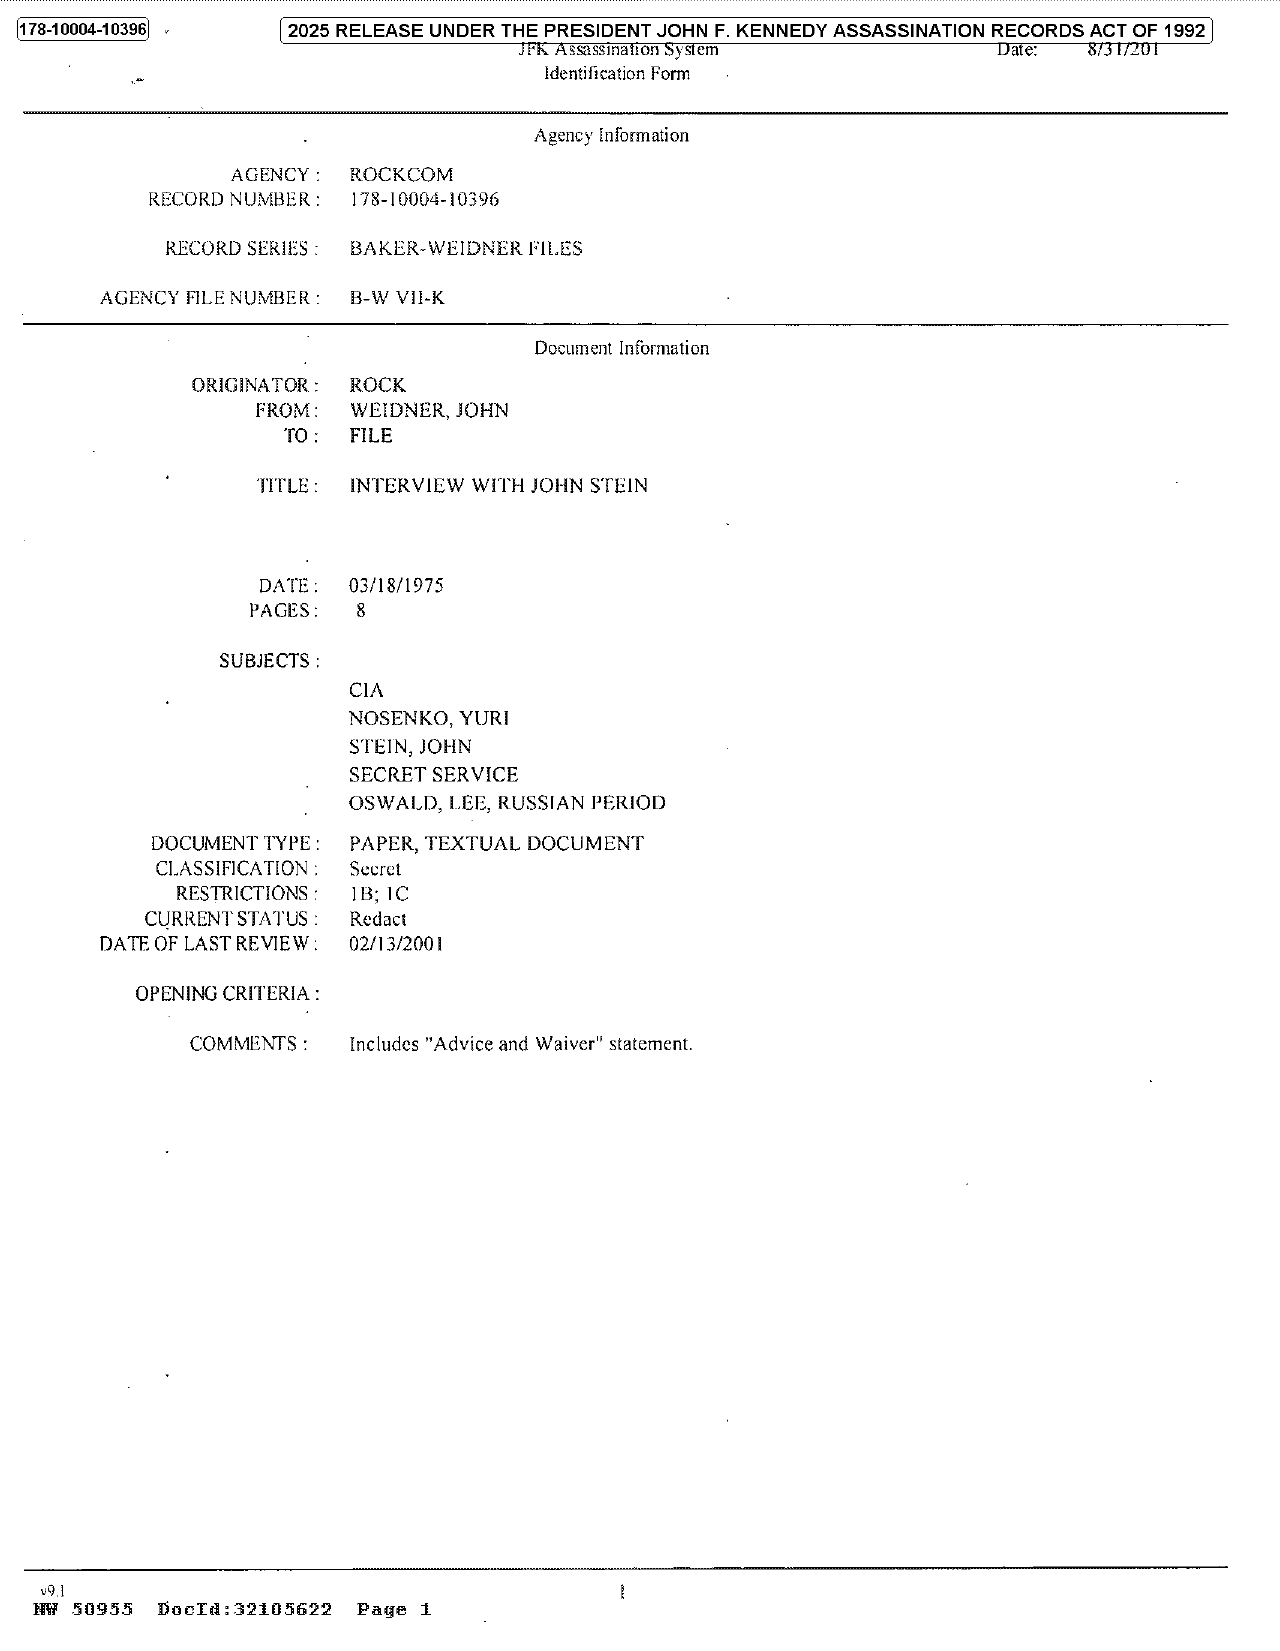 178-10004-10396
2025 RELEASE UNDER THE PRESIDENT JOHN F. KENNEDY ASSASSINATION RECORDS ACT OF 1992
JFK Assassination System
Date: 8/31/201
Identification Form
Agency Information
AGENCY : ROCKCOM
RECORD NUMBER : 178-10004-10396
RECORD SERIES : BAKER-WEIDNER FILES
AGENCY FILE NUMBER : B-W VII-K
Document Information
ORIGINATOR : ROCK
FROM : WEIDNER, JOHN
TO : FILE
TITLE : INTERVIEW WITH JOHN STEIN
DATE : 03/18/1975
PAGES : 8
SUBJECTS :
CIA
NOSENKO, YURI
STEIN, JOHN
SECRET SERVICE
OSWALD, LEE, RUSSIAN PERIOD
DOCUMENT TYPE : PAPER, TEXTUAL DOCUMENT
CLASSIFICATION : Secret
RESTRICTIONS : 1B; 1C
CURRENT STATUS : Redact
DATE OF LAST REVIEW : 02/13/2001
OPENING CRITERIA :
COMMENTS : Includes "Advice and Waiver" statement.
v9.1
1
NW 50955 DocId:32105622 Page 1